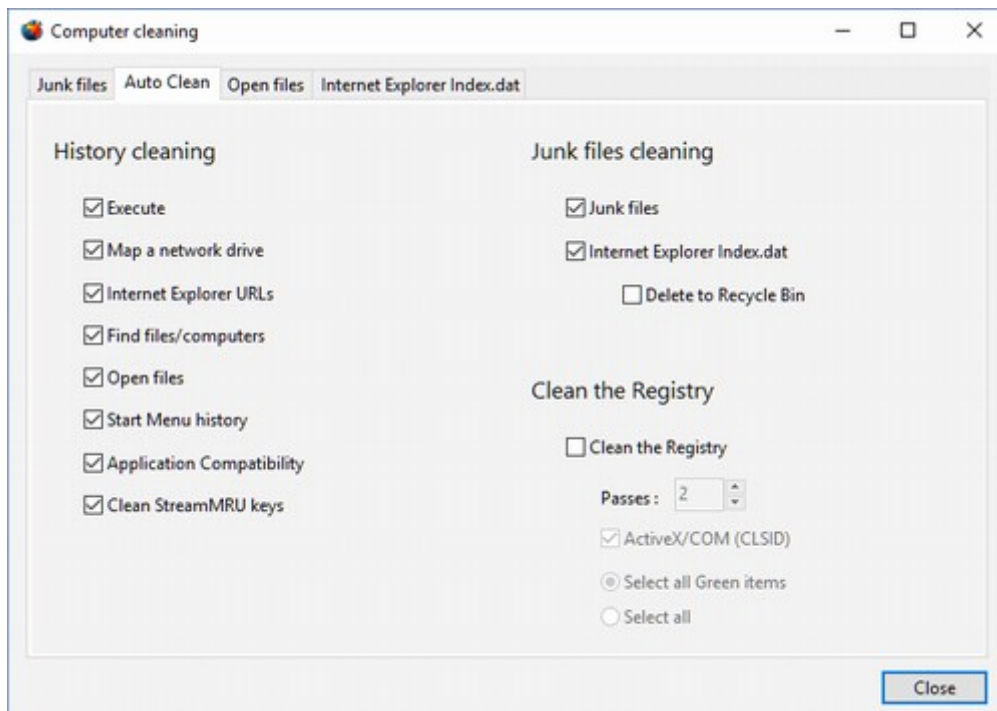 Computer cleaning
Junk files
Auto Clean
Open files
Internet Explorer Index.dat
History cleaning
Execute
Map a network drive
Internet Explorer URLs
Find files/computers
Open files
Start Menu history
Application Compatibility
Clean StreamMRU keys
Junk files cleaning
Junk files
Internet Explorer Index.dat
Delete to Recycle Bin
Clean the Registry
Clean the Registry
Passes : 2
ActiveX/COM (CLSID)
Select all Green items
Select all
Close